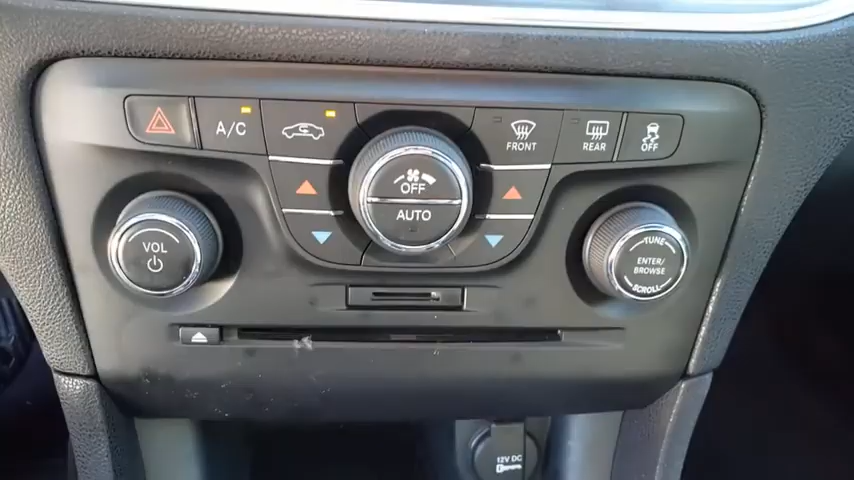 A/C
FRONT
REAR
OFF
OFF
AUTO
VOL
TUNE
ENTER/
BROWSE
SCROLL
12V DC